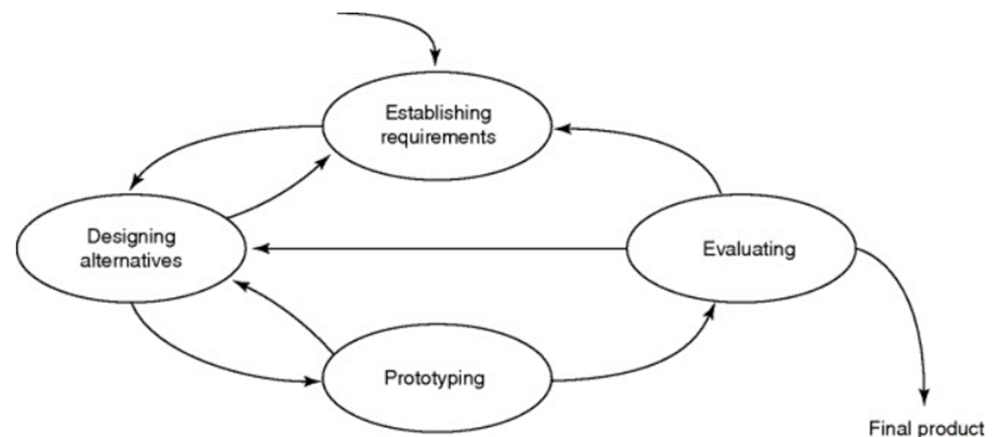 Establishing
requirements
Designing
alternatives
Evaluating
Prototyping
Final product